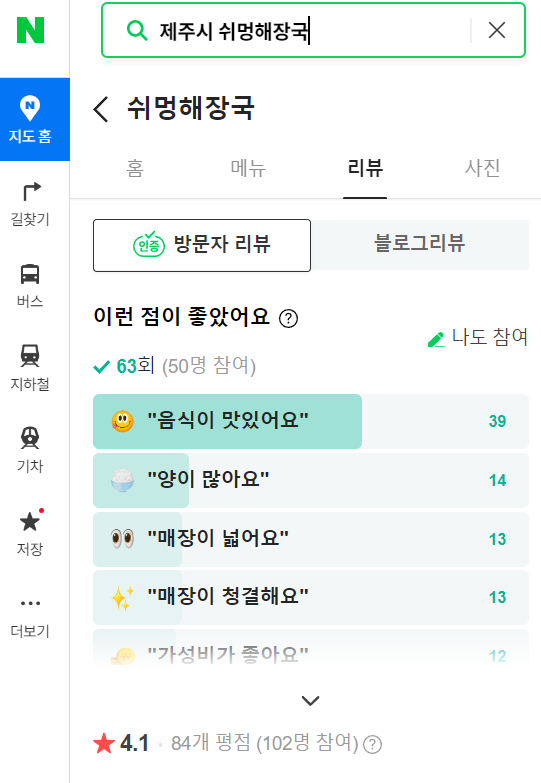 N
제주시 쉬멍해장국
N
지도 홈
쉬멍해장국
홈 메뉴 리뷰 사진
길찾기
인증 방문자 리뷰 블로그리뷰
버스
이런 점이 좋았어요 ?
나도 참여
63회 (50명 참여)
지하철
"음식이 맛있어요" 39
기차
"양이 많아요" 14
저장
"매장이 넓어요" 13
"매장이 청결해요" 13
더보기
"가성비가 좋아요" 12
4.1 · 84개 평점 (102명 참여) ?